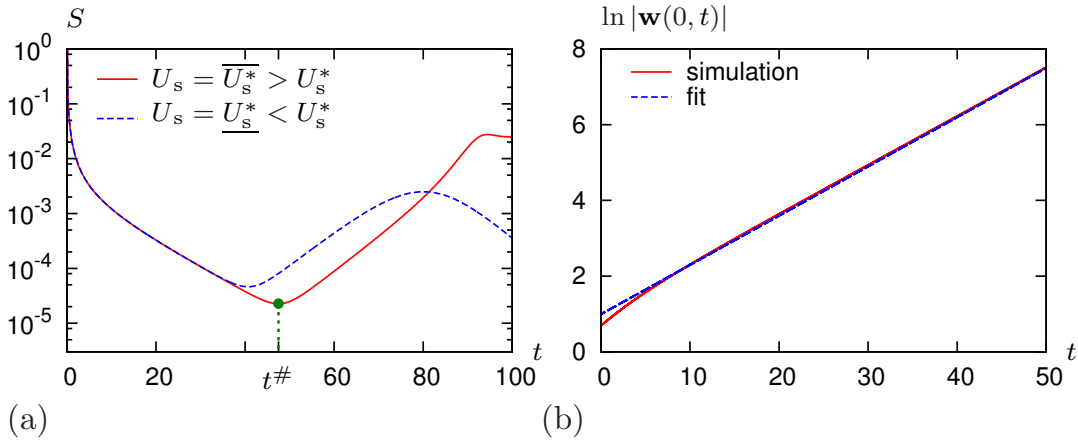 S
10^0
10^-1
10^-2
10^-3
10^-4
10^-5
U_s = \overline{U_s^*} > U_s^*
U_s = \underline{U_s^*} < U_s^*
0 20 t^# 40 60 80 100 t
(a)
ln |w(0, t)|
8
6
4
2
0
simulation
fit
0 10 20 30 40 50 t
(b)